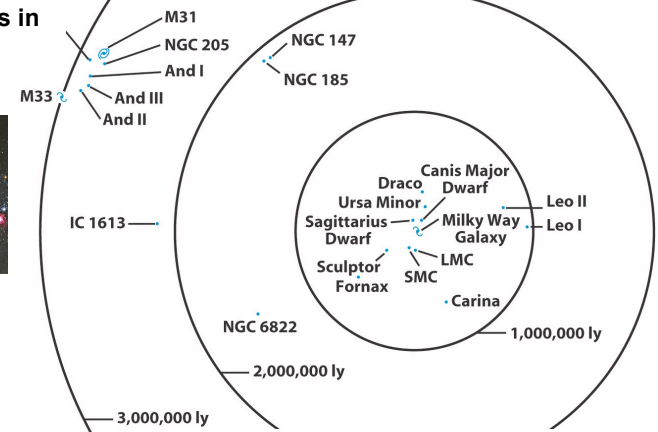 s in
M31
NGC 205
And I
And III
And II
M33
NGC 147
NGC 185
IC 1613
Canis Major
Dwarf
Draco
Ursa Minor
Sagittarius
Dwarf
Milky Way
Galaxy
Leo II
Leo I
LMC
SMC
Sculptor
Fornax
Carina
NGC 6822
1,000,000 ly
2,000,000 ly
3,000,000 ly